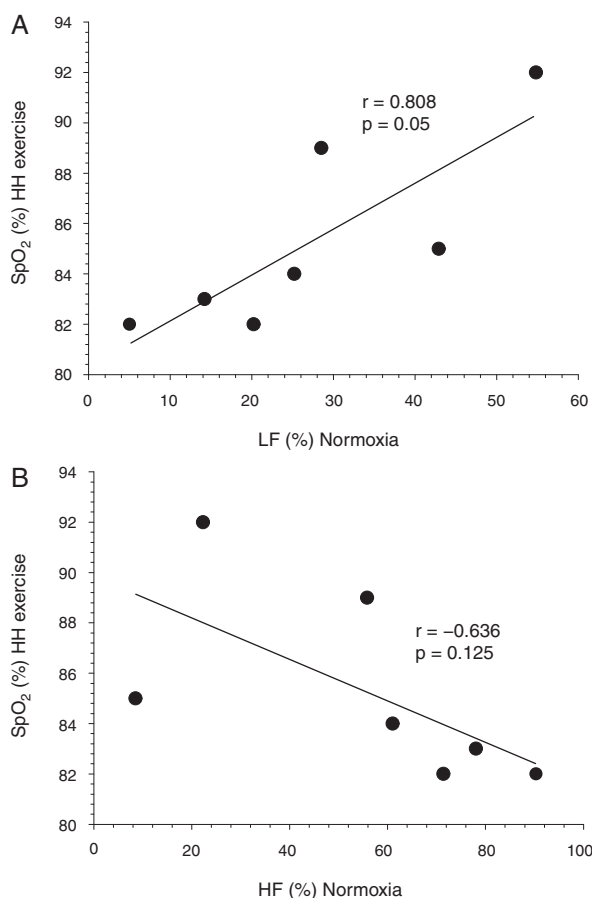 A
94
92
90
88
86
84
82
80
SpO₂ (%) HH exercise
r = 0.808
p = 0.05
0 10 20 30 40 50 60
LF (%) Normoxia
B
94
92
90
88
86
84
82
80
SpO₂ (%) HH exercise
r = −0.636
p = 0.125
0 20 40 60 80 100
HF (%) Normoxia